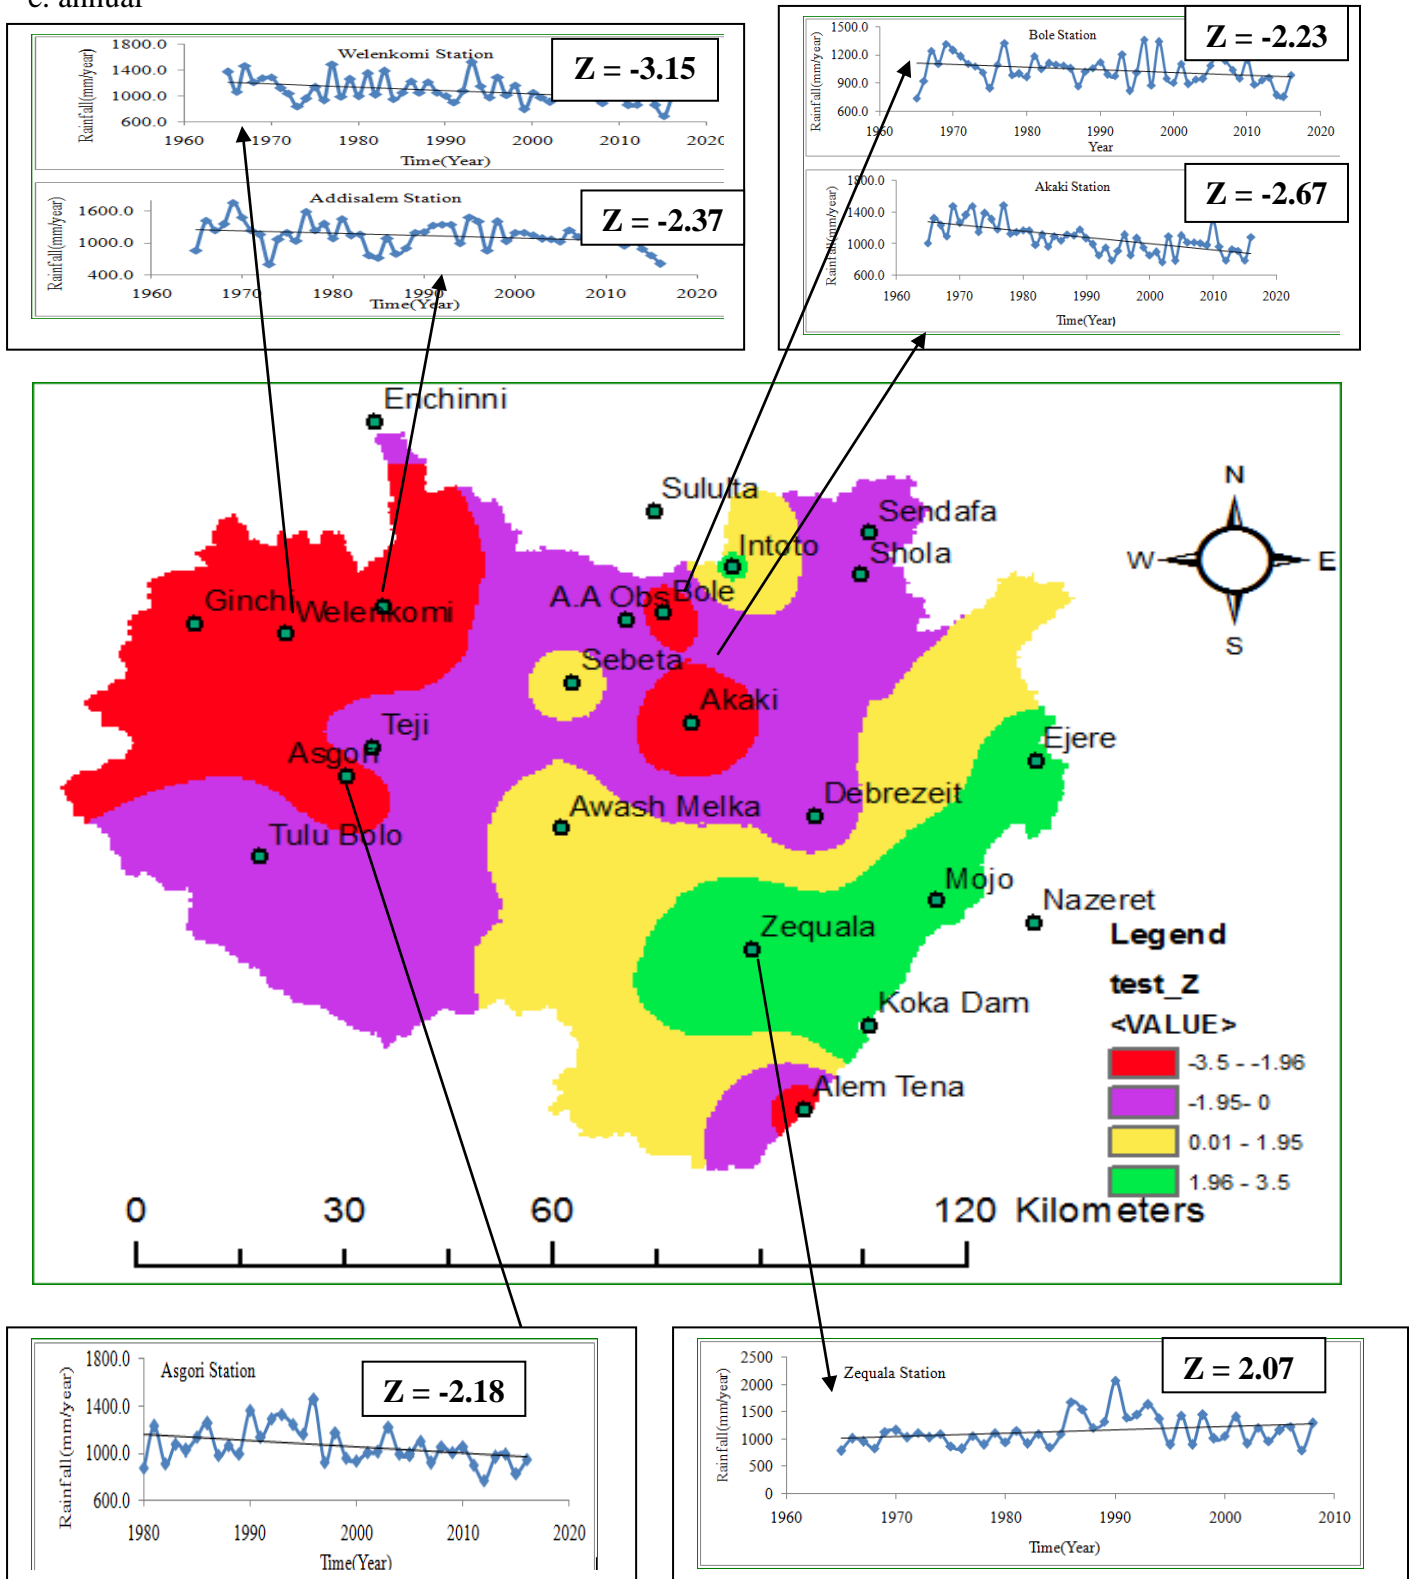 c. annual
Welenkomi Station
Z = -3.15
Rainfall(mm/year)
1800.0
1400.0
1000.0
600.0
1960 1970 1980 1990 2000 2010 2020
Time(Year)
Addisalem Station
Z = -2.37
Rainfall(mm/year)
1600.0
1000.0
400.0
1960 1970 1980 1990 2000 2010 2020
Time(Year)
Bole Station
Z = -2.23
Rainfall(mm/year)
1500.0
1200.0
900.0
600.0
1960 1970 1980 1990 2000 2010 2020
Year
Akaki Station
Z = -2.67
Rainfall(mm/year)
1800.0
1400.0
1000.0
600.0
1960 1970 1980 1990 2000 2010 2020
Time(Year)
Enchinni
Sululta
Sendafa
Intoto
Shola
Ginchi
Welenkomi
A.A Obs
Bole
Sebeta
Akaki
Teji
Asgori
Ejere
Awash Melka
Debrezeit
Tulu Bolo
Mojo
Nazeret
Zequala
Koka Dam
Alem Tena
N
W E
S
Legend
test_Z
<VALUE>
-3.5 - -1.96
-1.95- 0
0.01 - 1.95
1.96 - 3.5
0 30 60 120 Kilometers
Asgori Station
Z = -2.18
Rainfall(mm/year)
1800.0
1400.0
1000.0
600.0
1980 1990 2000 2010 2020
Time(Year)
Zequala Station
Z = 2.07
Rainfall(mm/year)
2500
2000
1500
1000
500
0
1960 1970 1980 1990 2000 2010
Time(Year)